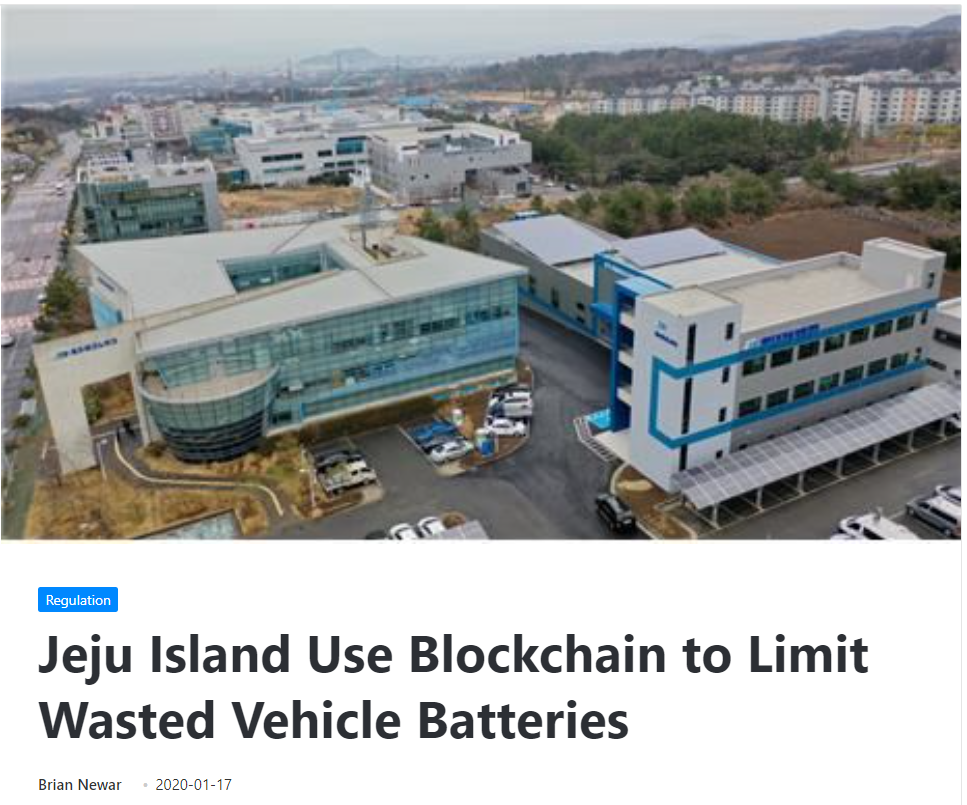 Regulation
Jeju Island Use Blockchain to Limit
Wasted Vehicle Batteries
Brian Newar • 2020-01-17